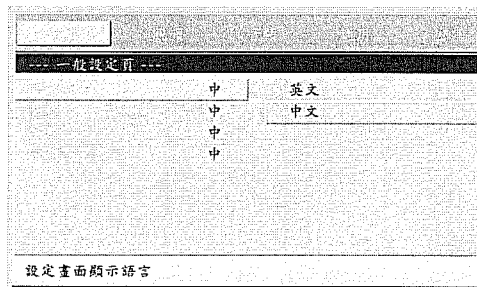 --- 一般設定頁 ---
中 英文
中 中文
中
中
設定畫面顯示語言